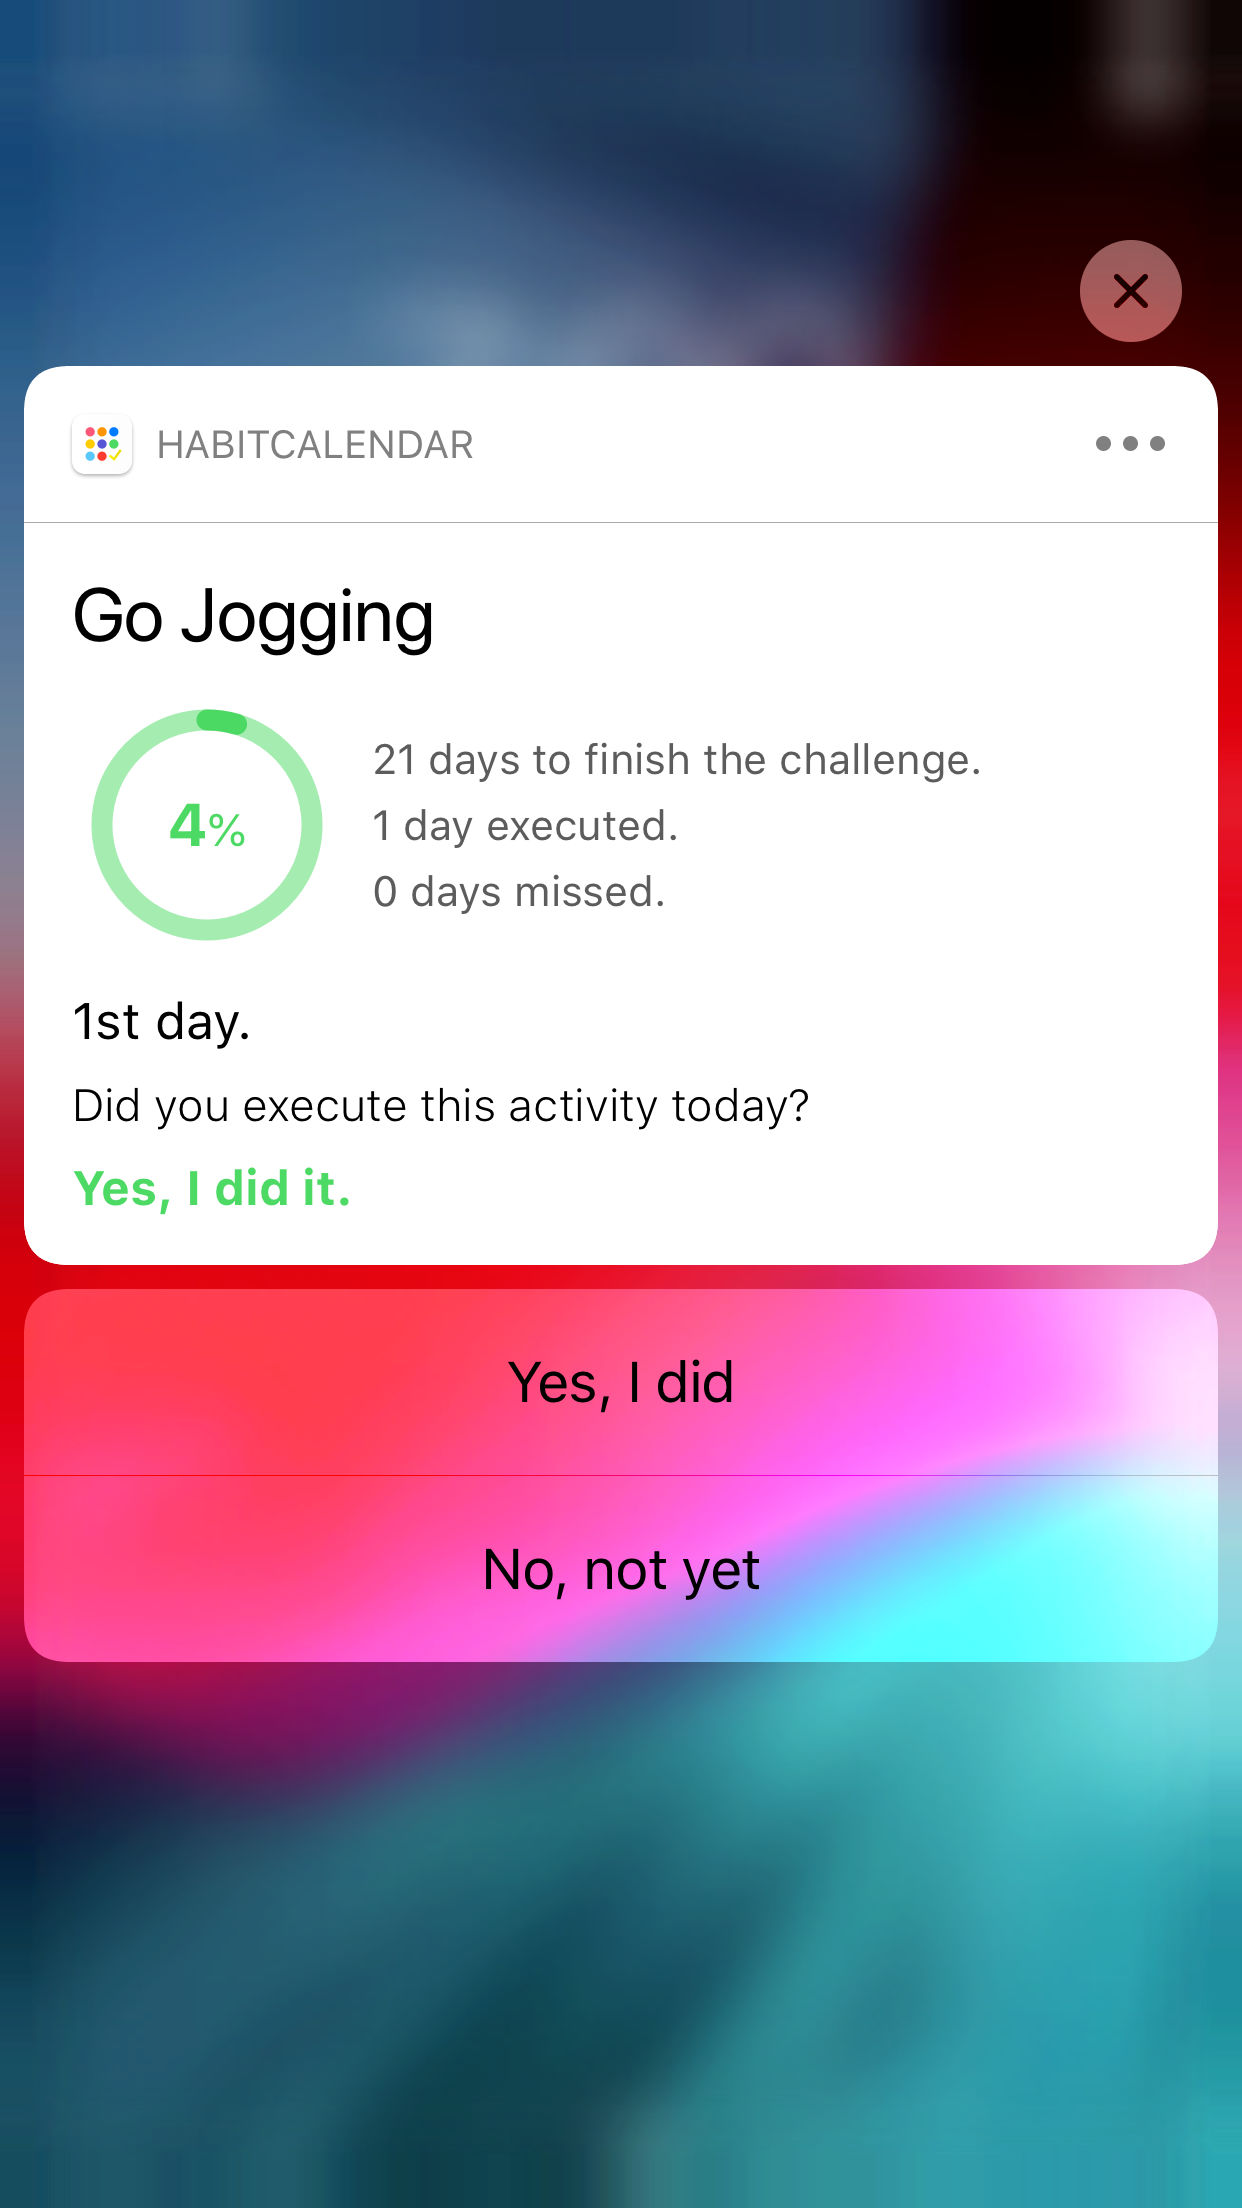 HABITCALENDAR
Go Jogging
4%
21 days to finish the challenge.
1 day executed.
0 days missed.
1st day.
Did you execute this activity today?
Yes, I did it.
Yes, I did
No, not yet